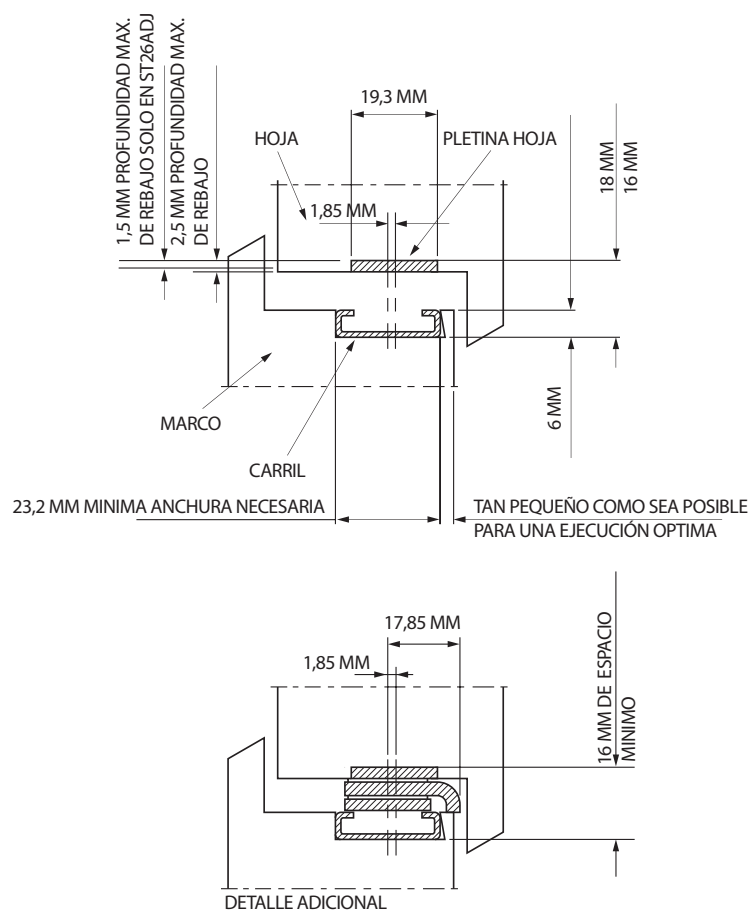 1,5 MM PROFUNDIDAD MAX.
DE REBAJO SOLO EN ST26ADJ
2,5 MM PROFUNDIDAD MAX.
DE REBAJO
19,3 MM
HOJA
PLETINA HOJA
1,85 MM
18 MM
16 MM
6 MM
MARCO
CARRIL
23,2 MM MINIMA ANCHURA NECESARIA
TAN PEQUEÑO COMO SEA POSIBLE
PARA UNA EJECUCIÓN OPTIMA
17,85 MM
1,85 MM
16 MM DE ESPACIO
MINIMO
DETALLE ADICIONAL